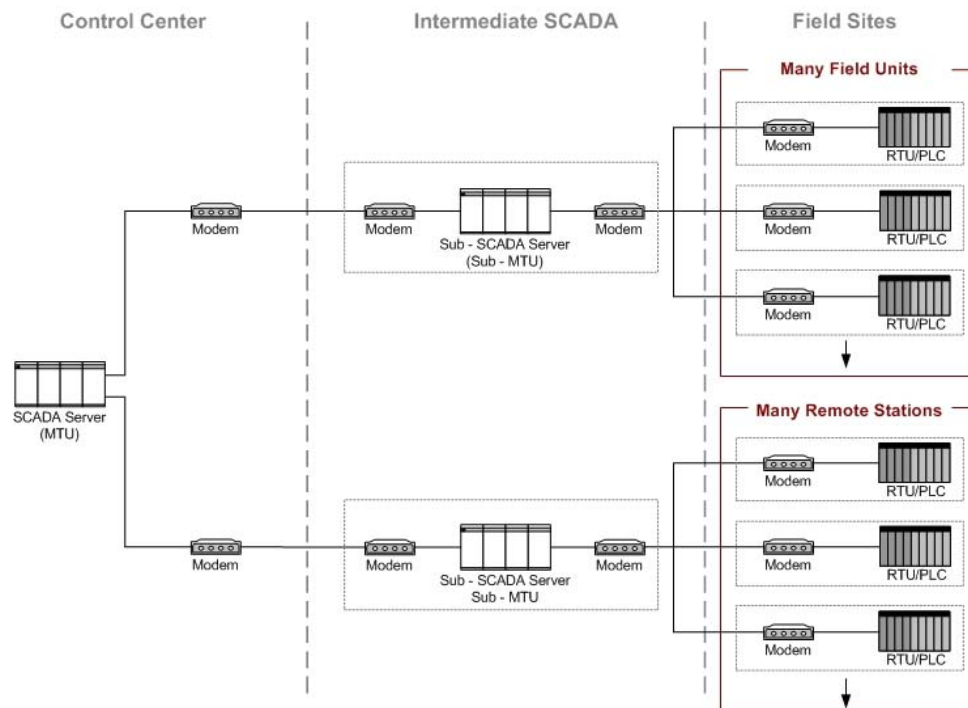 Control Center
Intermediate SCADA
Field Sites
Many Field Units
Modem
RTU/PLC
Modem
Modem
Sub - SCADA Server
(Sub - MTU)
Modem
Modem
RTU/PLC
Modem
RTU/PLC
SCADA Server
(MTU)
Many Remote Stations
Modem
RTU/PLC
Modem
Modem
Sub - SCADA Server
Sub - MTU
Modem
Modem
RTU/PLC
Modem
RTU/PLC